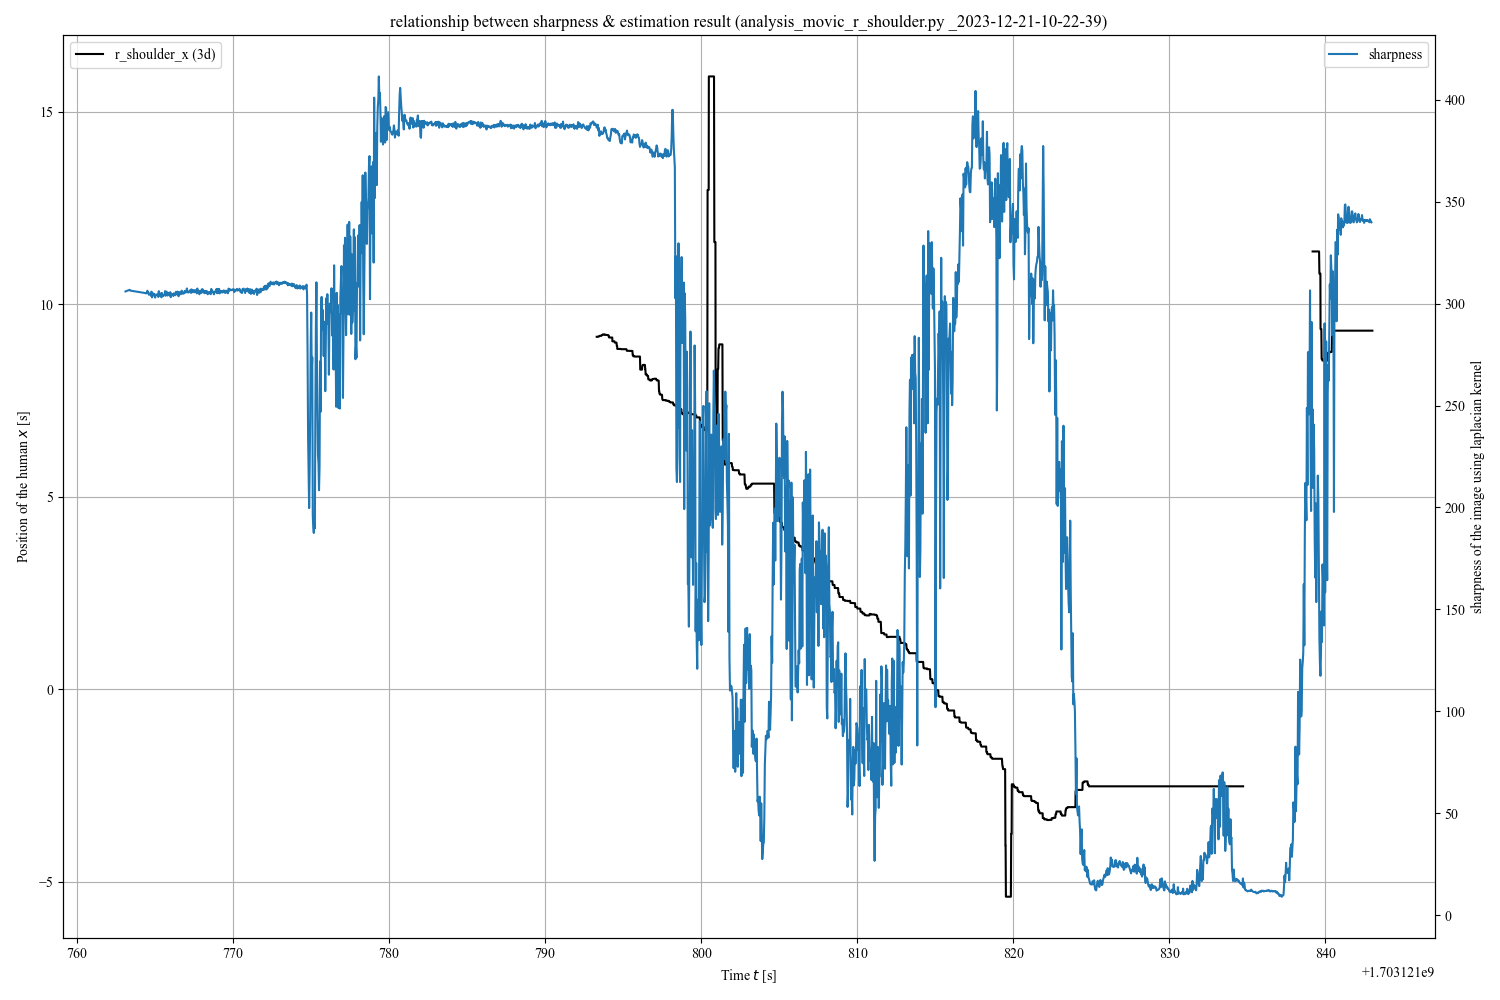 relationship between sharpness & estimation result (analysis_movic_r_shoulder.py _2023-12-21-10-22-39)
r_shoulder_x (3d)
sharpness
15
10
5
0
−5
Position of the human x [s]
400
350
300
250
200
150
100
50
0
sharpness of the image using laplacian kernel
760 770 780 790 800 810 820 830 840
+1.703121e9
Time t [s]